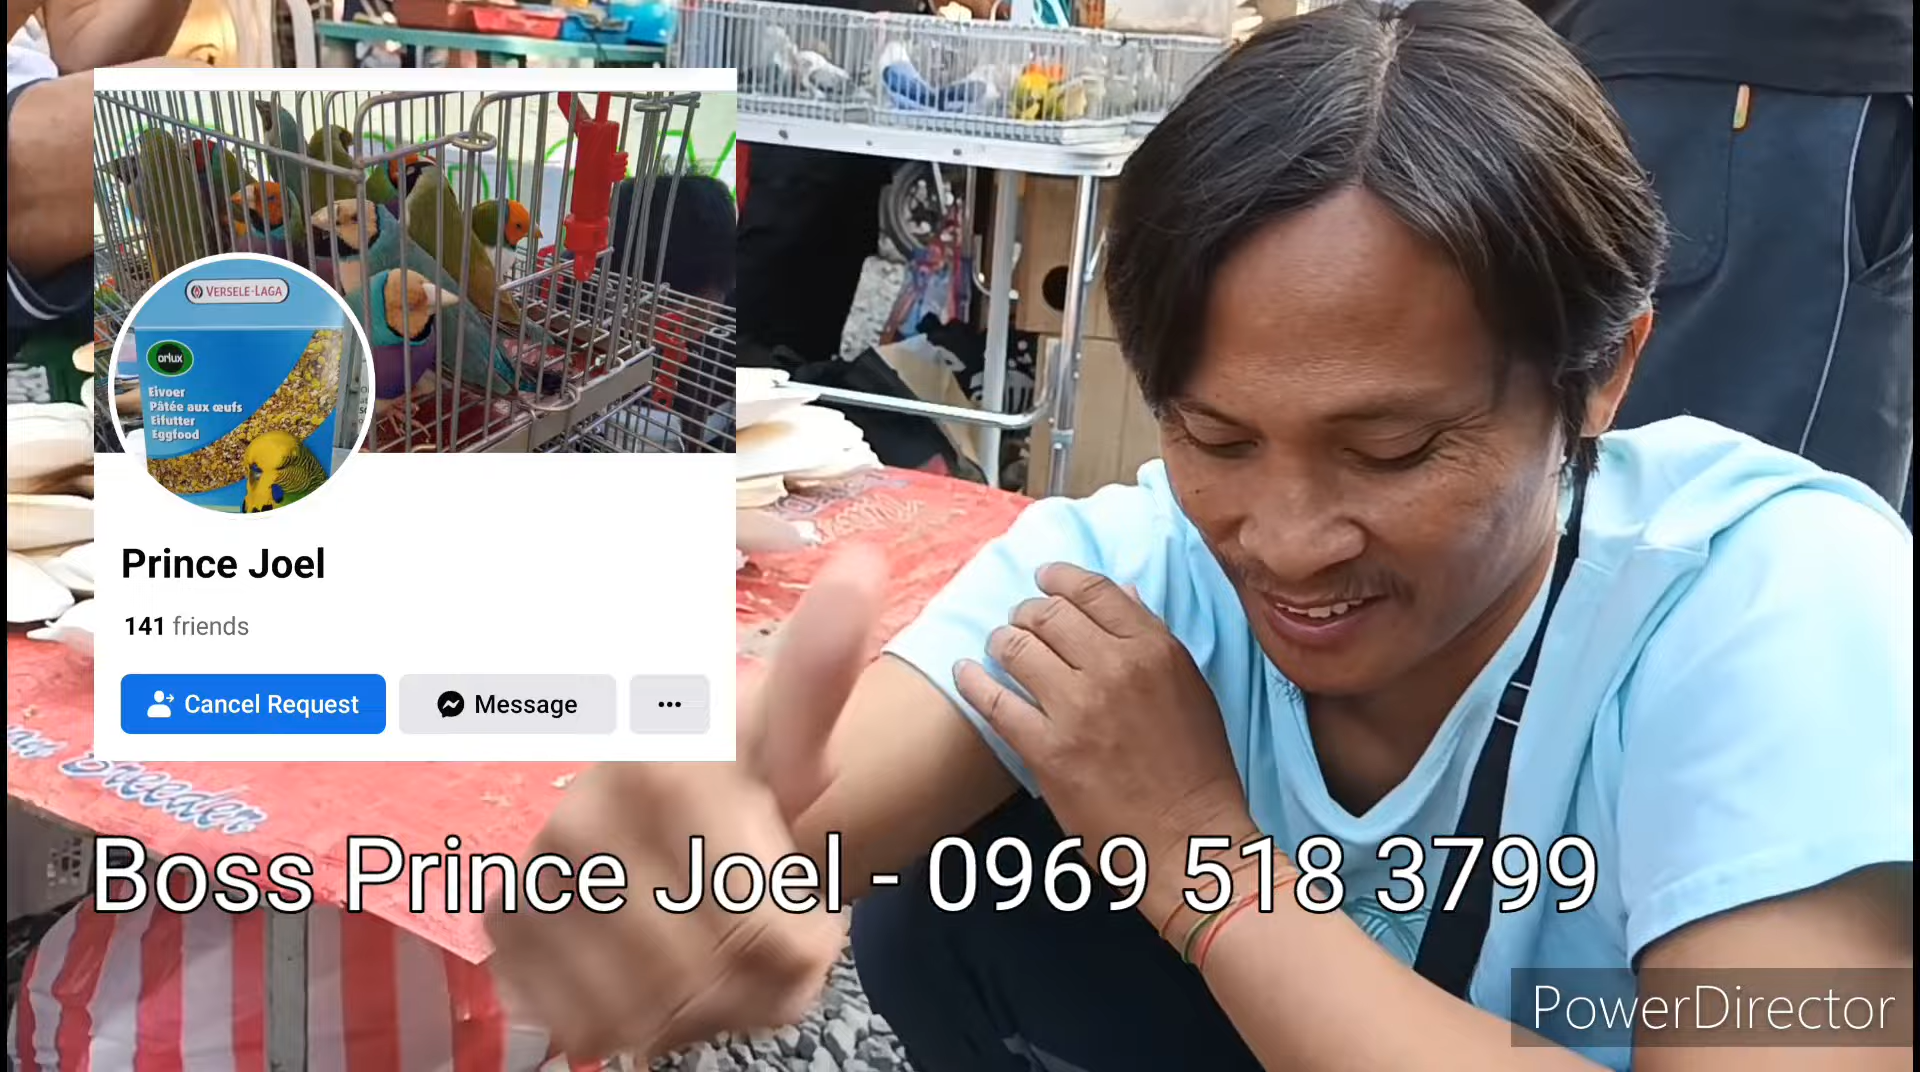 VERSELE-LAGA
orlux
Eivoer
Pâtée aux œufs
Eifutter
Eggfood
Prince Joel
141 friends
Cancel Request
Message
Breeder
Boss Prince Joel - 0969 518 3799
PowerDirector